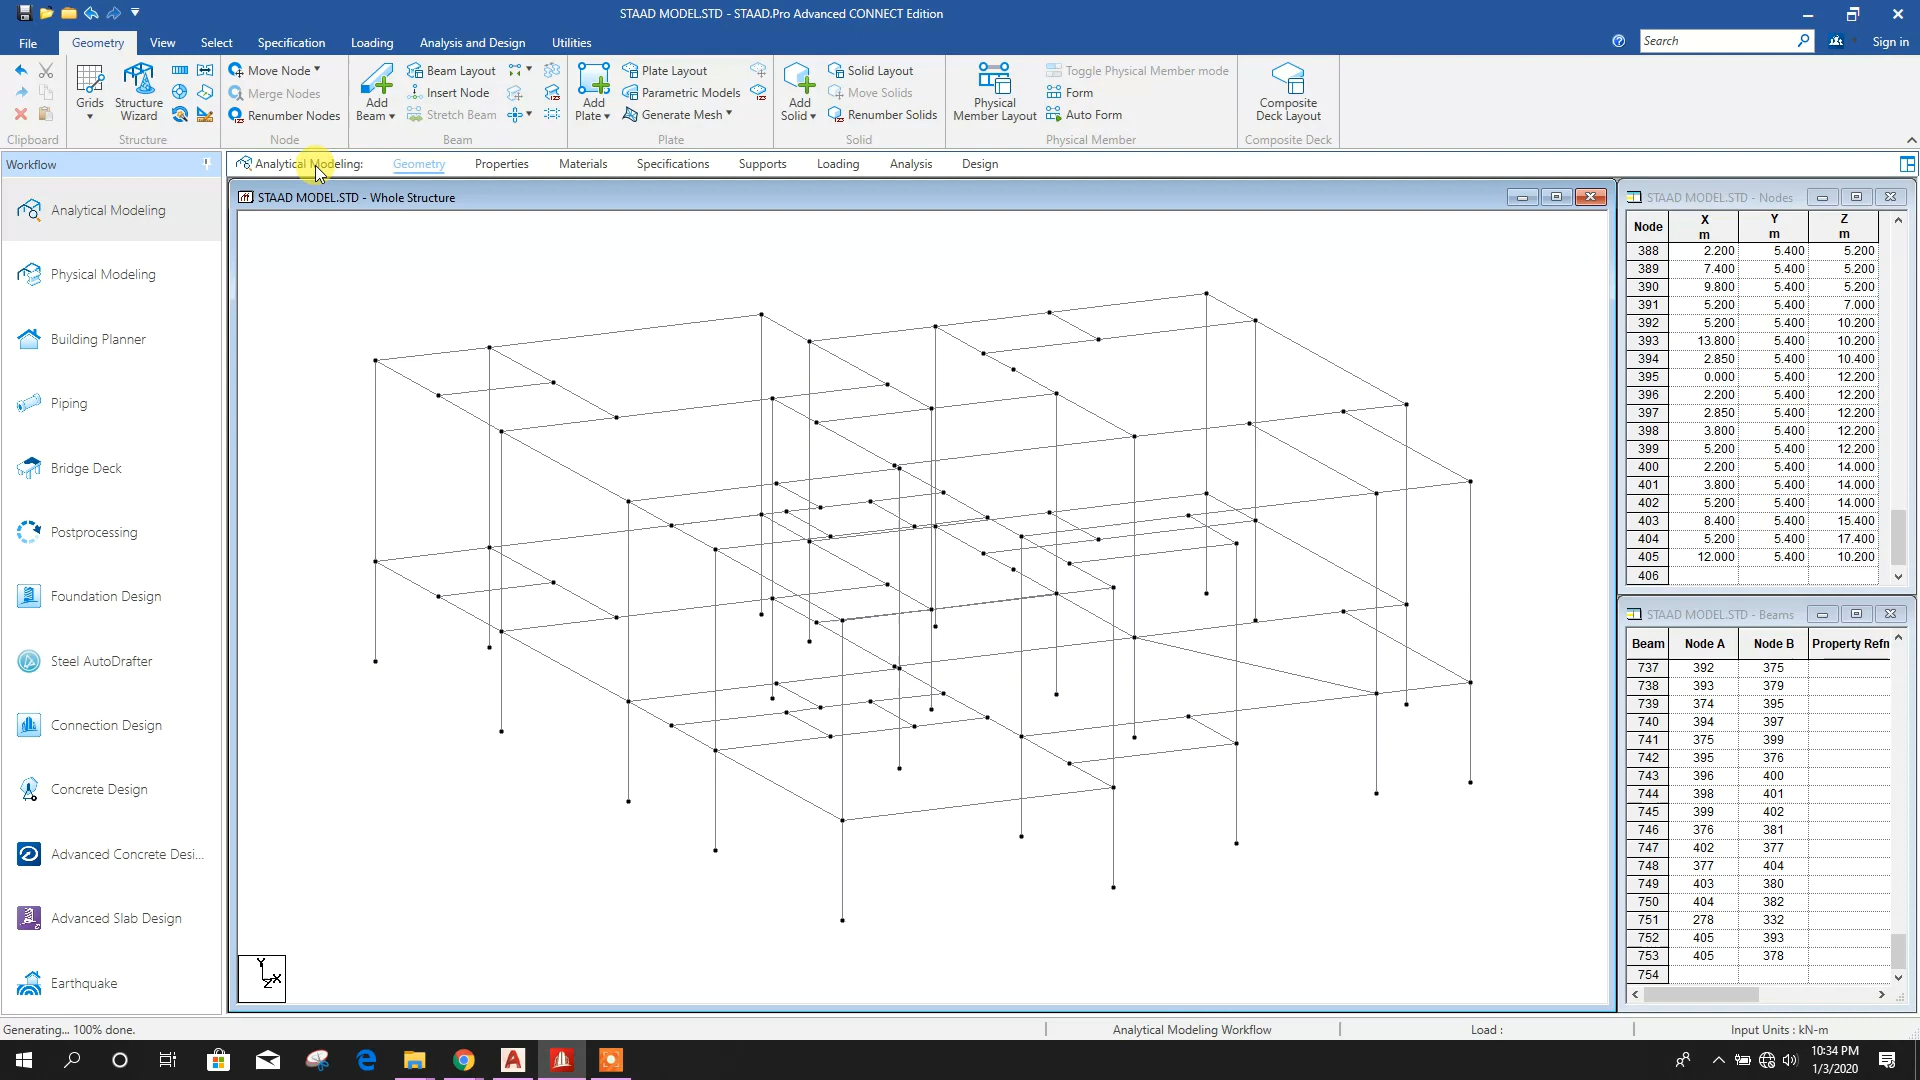 STAAD MODEL.STD - STAAD.Pro Advanced CONNECT Edition
File
Geometry
View
Select
Specification
Loading
Analysis and Design
Utilities
Search
Sign in
Clipboard
Grids
Structure
Wizard
Structure
Move Node
Merge Nodes
Renumber Nodes
Node
Add
Beam
Beam Layout
Insert Node
Stretch Beam
Beam
Add
Plate
Plate Layout
Parametric Models
Generate Mesh
Plate
Add
Solid
Solid Layout
Move Solids
Renumber Solids
Solid
Physical
Member Layout
Toggle Physical Member mode
Form
Auto Form
Physical Member
Composite
Deck Layout
Composite Deck
Workflow
Analytical Modeling
Physical Modeling
Building Planner
Piping
Bridge Deck
Postprocessing
Foundation Design
Steel AutoDrafter
Connection Design
Concrete Design
Advanced Concrete Desi...
Advanced Slab Design
Earthquake
Analytical Modeling:
Geometry
Properties
Materials
Specifications
Supports
Loading
Analysis
Design
STAAD MODEL.STD - Whole Structure
Y
X
Z
STAAD MODEL.STD - Nodes
Node X m Y m Z m
388 2.200 5.400 5.200
389 7.400 5.400 5.200
390 9.800 5.400 5.200
391 5.200 5.400 7.000
392 5.200 5.400 10.200
393 13.800 5.400 10.200
394 2.850 5.400 10.400
395 0.000 5.400 12.200
396 2.200 5.400 12.200
397 2.850 5.400 12.200
398 3.800 5.400 12.200
399 5.200 5.400 12.200
400 2.200 5.400 14.000
401 3.800 5.400 14.000
402 5.200 5.400 14.000
403 8.400 5.400 15.400
404 5.200 5.400 17.400
405 12.000 5.400 10.200
406
STAAD MODEL.STD - Beams
Beam Node A Node B Property Refn
737 392 375
738 393 379
739 374 395
740 394 397
741 375 399
742 395 376
743 396 400
744 398 401
745 399 402
746 376 381
747 402 377
748 377 404
749 403 380
750 404 382
751 278 332
752 405 393
753 405 378
754
Generating... 100% done.
Analytical Modeling Workflow
Load :
Input Units : kN-m
10:34 PM
1/3/2020